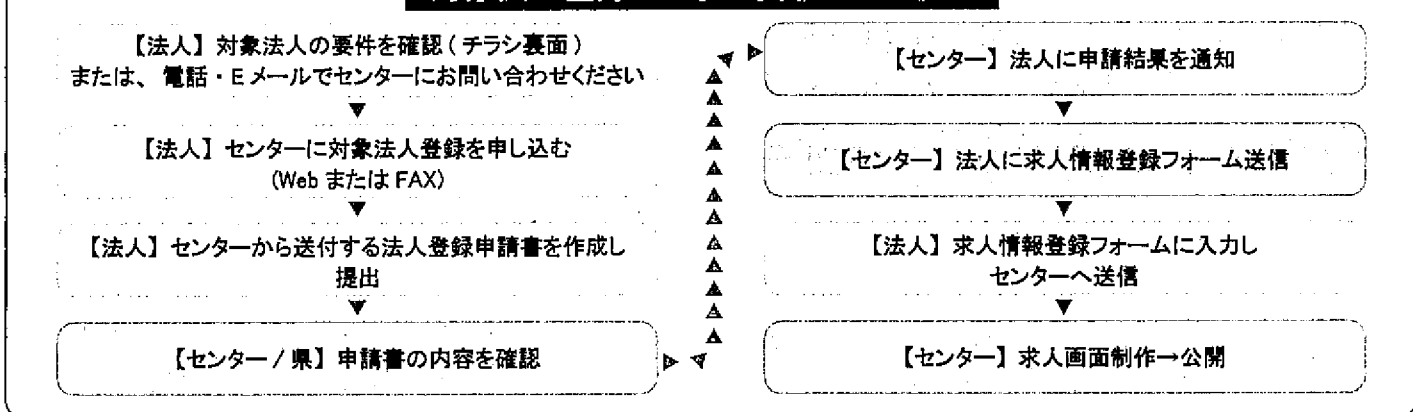 【法人】対象法人の要件を確認(チラシ裏面)
または、電話・Eメールでセンターにお問い合わせください
▼
【法人】センターに対象法人登録を申し込む
(Web または FAX)
▼
【法人】センターから送付する法人登録申請書を作成し
提出
▼
【センター/県】申請書の内容を確認
【センター】法人に申請結果を通知
▼
【センター】法人に求人情報登録フォーム送信
▼
【法人】求人情報登録フォームに入力し
センターへ送信
▼
【センター】求人画面制作→公開